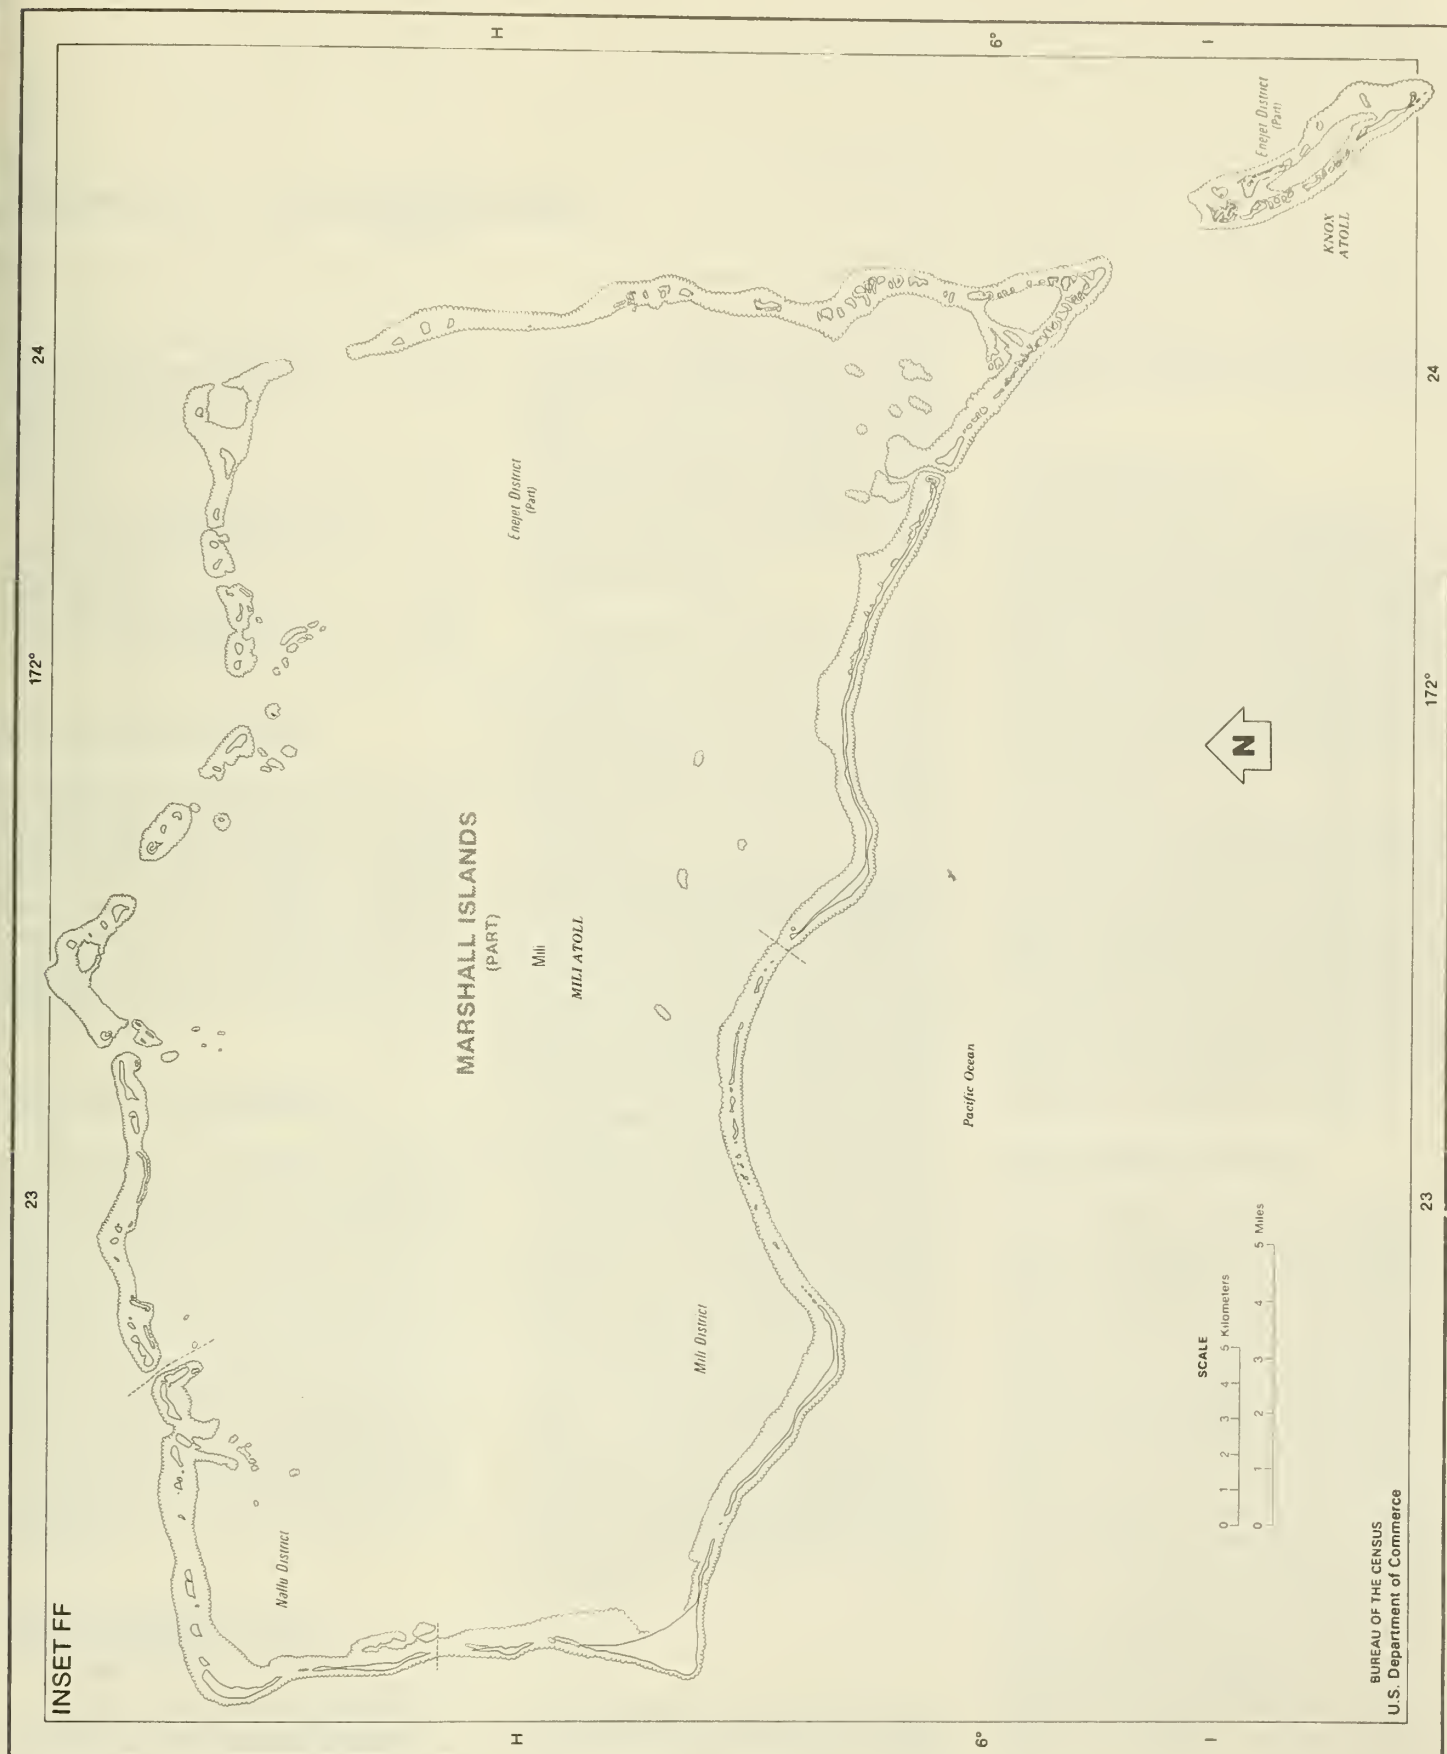 INSET FF
23
172°
24
H
6°
I
H
6°
I
Nallu District
Enejet District
(Part)
MARSHALL ISLANDS
(PART)
Mili
MILI ATOLL
Mili District
Pacific Ocean
Enejet District
(Part)
KNOX
ATOLL
N
SCALE
0 1 2 3 4 5 Kilometers
0 1 2 3 4 5 Miles
BUREAU OF THE CENSUS
U.S. Department of Commerce
23
172°
24